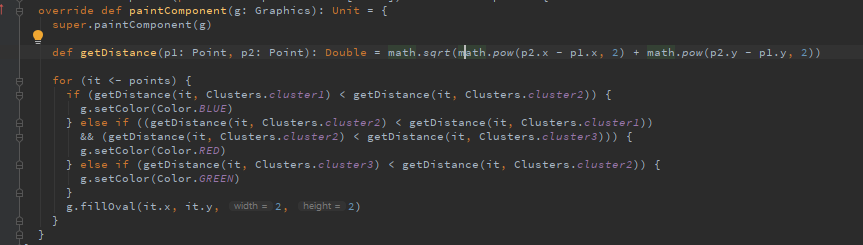 override def paintComponent(g: Graphics): Unit = {
super.paintComponent(g)
def getDistance(p1: Point, p2: Point): Double = math.sqrt(math.pow(p2.x - p1.x, 2) + math.pow(p2.y - p1.y, 2))
for (it <- points) {
if (getDistance(it, Clusters.cluster1) < getDistance(it, Clusters.cluster2)) {
g.setColor(Color.BLUE)
} else if ((getDistance(it, Clusters.cluster2) < getDistance(it, Clusters.cluster1))
&& (getDistance(it, Clusters.cluster2) < getDistance(it, Clusters.cluster3))) {
g.setColor(Color.RED)
} else if (getDistance(it, Clusters.cluster3) < getDistance(it, Clusters.cluster2)) {
g.setColor(Color.GREEN)
}
g.fillOval(it.x, it.y, width = 2, height = 2)
}
}